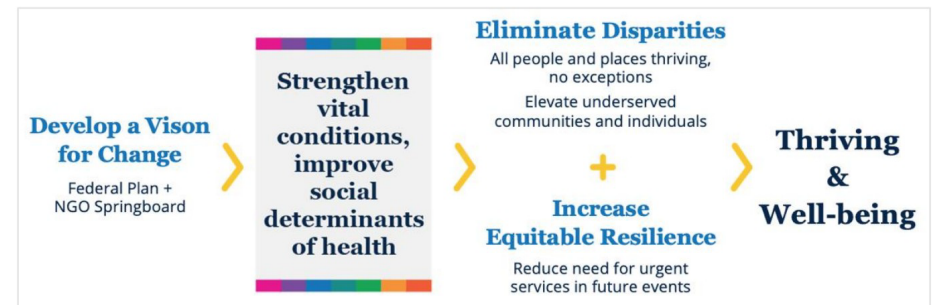 Develop a Vison
for Change
Federal Plan +
NGO Springboard
Strengthen
vital
conditions,
improve
social
determinants
of health
Eliminate Disparities
All people and places thriving,
no exceptions
Elevate underserved
communities and individuals
+
Increase
Equitable Resilience
Reduce need for urgent
services in future events
Thriving
&
Well-being